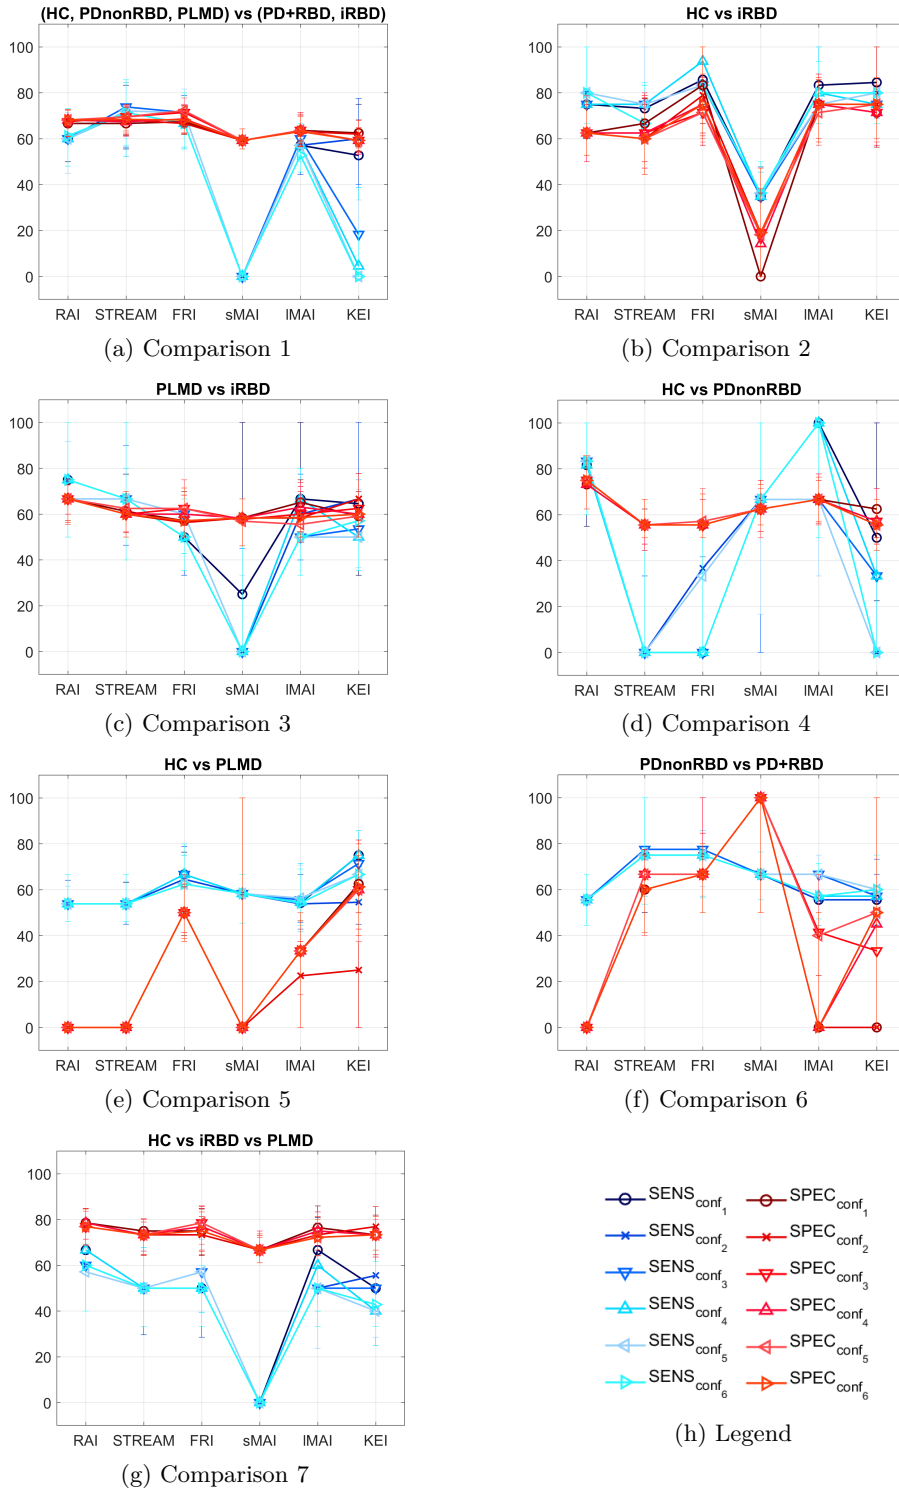 (HC, PDnonRBD, PLMD) vs (PD+RBD, iRBD)
100
80
60
40
20
0
RAI STREAM FRI sMAI lMAI KEI
(a) Comparison 1
HC vs iRBD
100
80
60
40
20
0
RAI STREAM FRI sMAI lMAI KEI
(b) Comparison 2
PLMD vs iRBD
100
80
60
40
20
0
RAI STREAM FRI sMAI lMAI KEI
(c) Comparison 3
HC vs PDnonRBD
100
80
60
40
20
0
RAI STREAM FRI sMAI lMAI KEI
(d) Comparison 4
HC vs PLMD
100
80
60
40
20
0
RAI STREAM FRI sMAI lMAI KEI
(e) Comparison 5
PDnonRBD vs PD+RBD
100
80
60
40
20
0
RAI STREAM FRI sMAI lMAI KEI
(f) Comparison 6
HC vs iRBD vs PLMD
100
80
60
40
20
0
RAI STREAM FRI sMAI lMAI KEI
(g) Comparison 7
SENSconf1 SPECconf1
SENSconf2 SPECconf2
SENSconf3 SPECconf3
SENSconf4 SPECconf4
SENSconf5 SPECconf5
SENSconf6 SPECconf6
(h) Legend